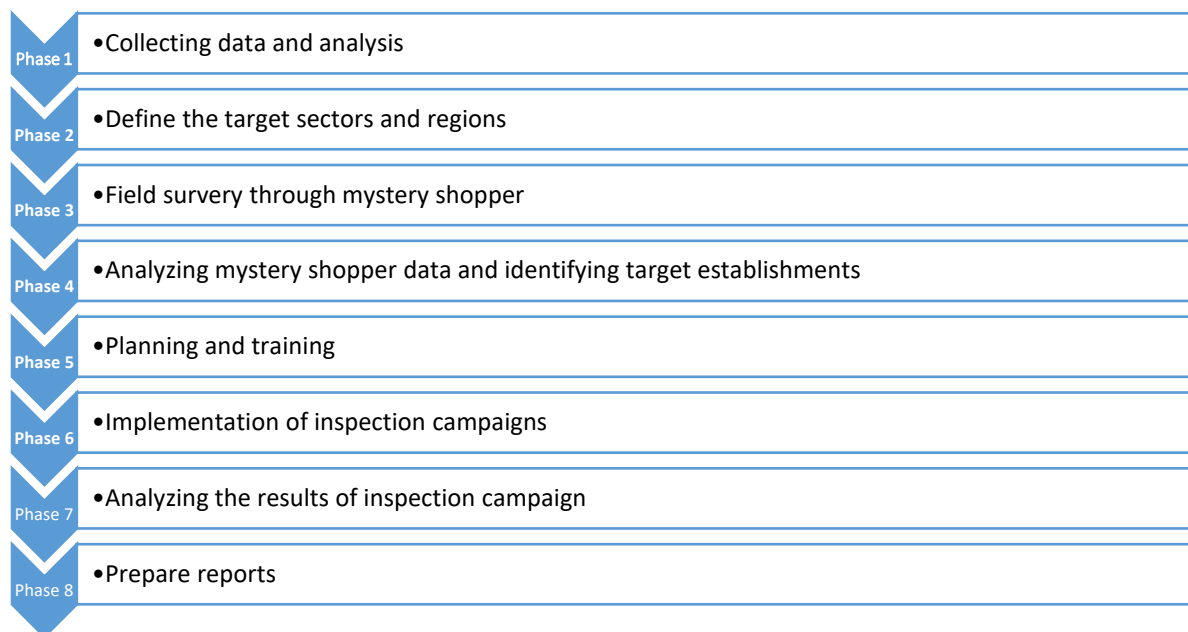 Phase 1
•Collecting data and analysis
Phase 2
•Define the target sectors and regions
Phase 3
•Field survery through mystery shopper
Phase 4
•Analyzing mystery shopper data and identifying target establishments
Phase 5
•Planning and training
Phase 6
•Implementation of inspection campaigns
Phase 7
•Analyzing the results of inspection campaign
Phase 8
•Prepare reports